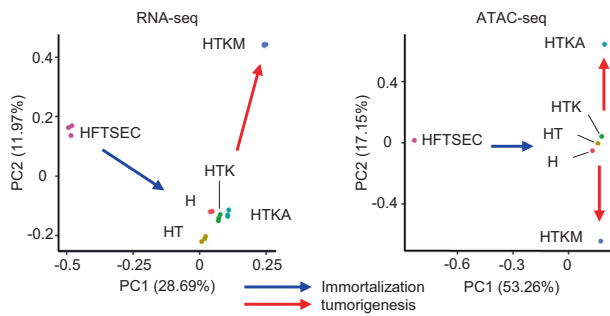 RNA-seq
HTKM
0.4
0.2
HFTSEC
0
HTK
H
HTKA
HT
-0.2
-0.5
0
0.25
PC2 (11.97%)
PC1 (28.69%)
ATAC-seq
HTKA
0.4
HTK
HFTSEC
HT
0
H
-0.4
HTKM
-0.6
-0.3
0
PC2 (17.15%)
PC1 (53.26%)
Immortalization
tumorigenesis